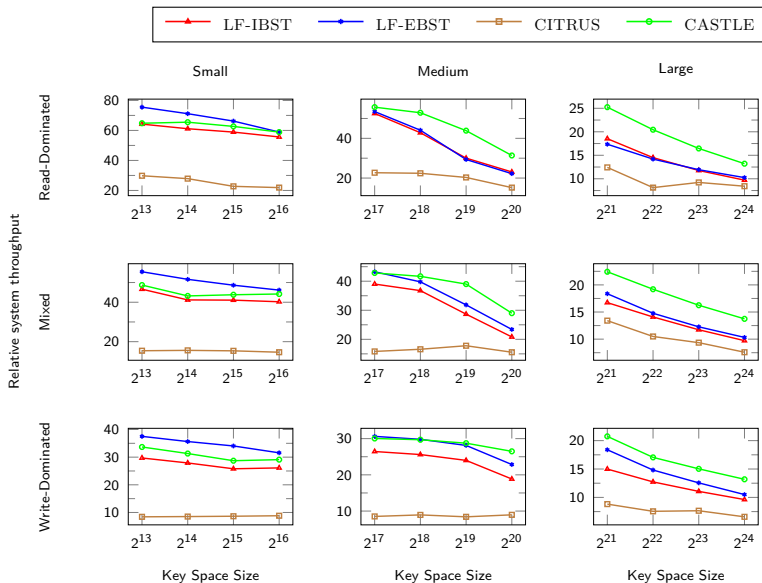 LF-IBST LF-EBST CITRUS CASTLE
Small Medium Large
Relative system throughput
Read-Dominated
80
60
40
20
2^13 2^14 2^15 2^16
40
20
2^17 2^18 2^19 2^20
25
20
15
10
2^21 2^22 2^23 2^24
Mixed
40
20
2^13 2^14 2^15 2^16
40
30
20
2^17 2^18 2^19 2^20
20
15
10
2^21 2^22 2^23 2^24
Write-Dominated
40
30
20
10
2^13 2^14 2^15 2^16
30
20
10
2^17 2^18 2^19 2^20
20
15
10
2^21 2^22 2^23 2^24
Key Space Size Key Space Size Key Space Size